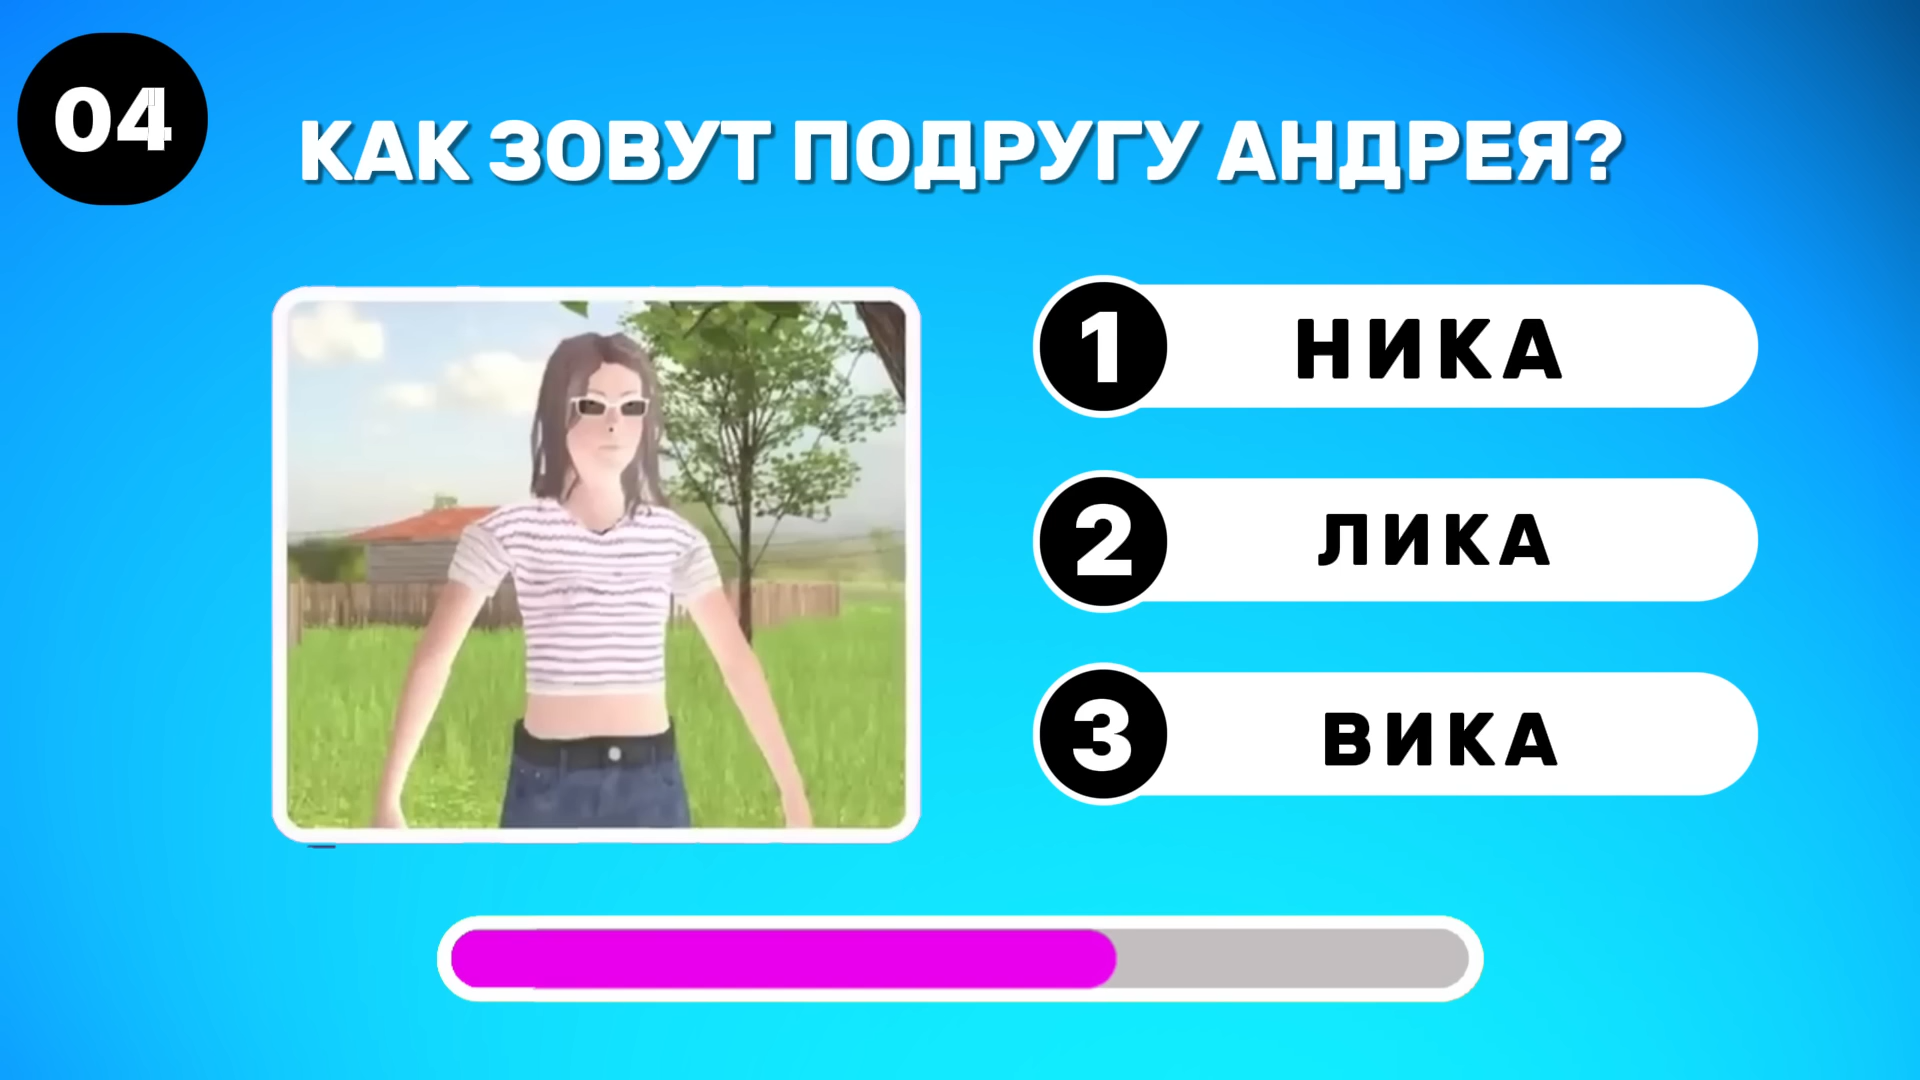 04
КАК ЗОВУТ ПОДРУГУ АНДРЕЯ?
1 НИКА
2 ЛИКА
3 ВИКА